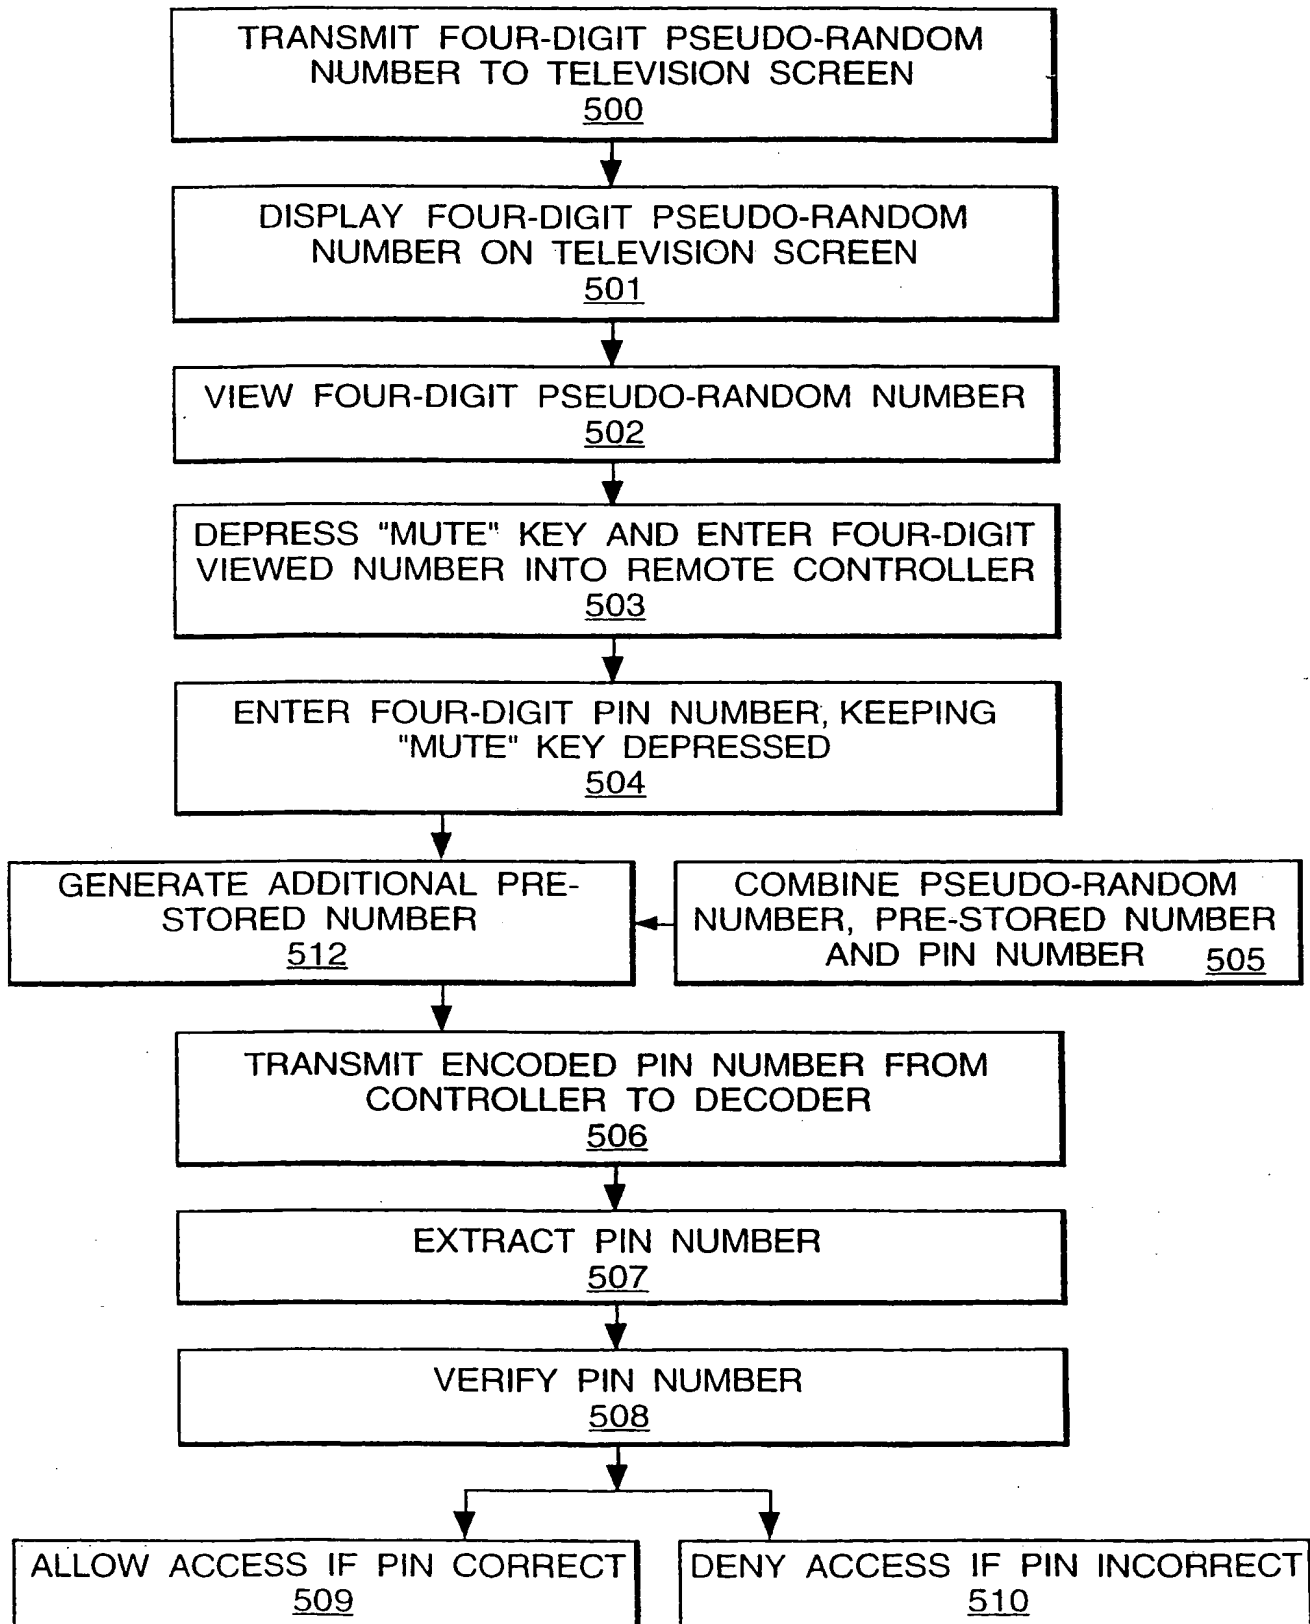 TRANSMIT FOUR-DIGIT PSEUDO-RANDOM
NUMBER TO TELEVISION SCREEN
500
DISPLAY FOUR-DIGIT PSEUDO-RANDOM
NUMBER ON TELEVISION SCREEN
501
VIEW FOUR-DIGIT PSEUDO-RANDOM NUMBER
502
DEPRESS "MUTE" KEY AND ENTER FOUR-DIGIT
VIEWED NUMBER INTO REMOTE CONTROLLER
503
ENTER FOUR-DIGIT PIN NUMBER, KEEPING
"MUTE" KEY DEPRESSED
504
GENERATE ADDITIONAL PRE-
STORED NUMBER
512
COMBINE PSEUDO-RANDOM
NUMBER, PRE-STORED NUMBER
AND PIN NUMBER 505
TRANSMIT ENCODED PIN NUMBER FROM
CONTROLLER TO DECODER
506
EXTRACT PIN NUMBER
507
VERIFY PIN NUMBER
508
ALLOW ACCESS IF PIN CORRECT
509
DENY ACCESS IF PIN INCORRECT
510